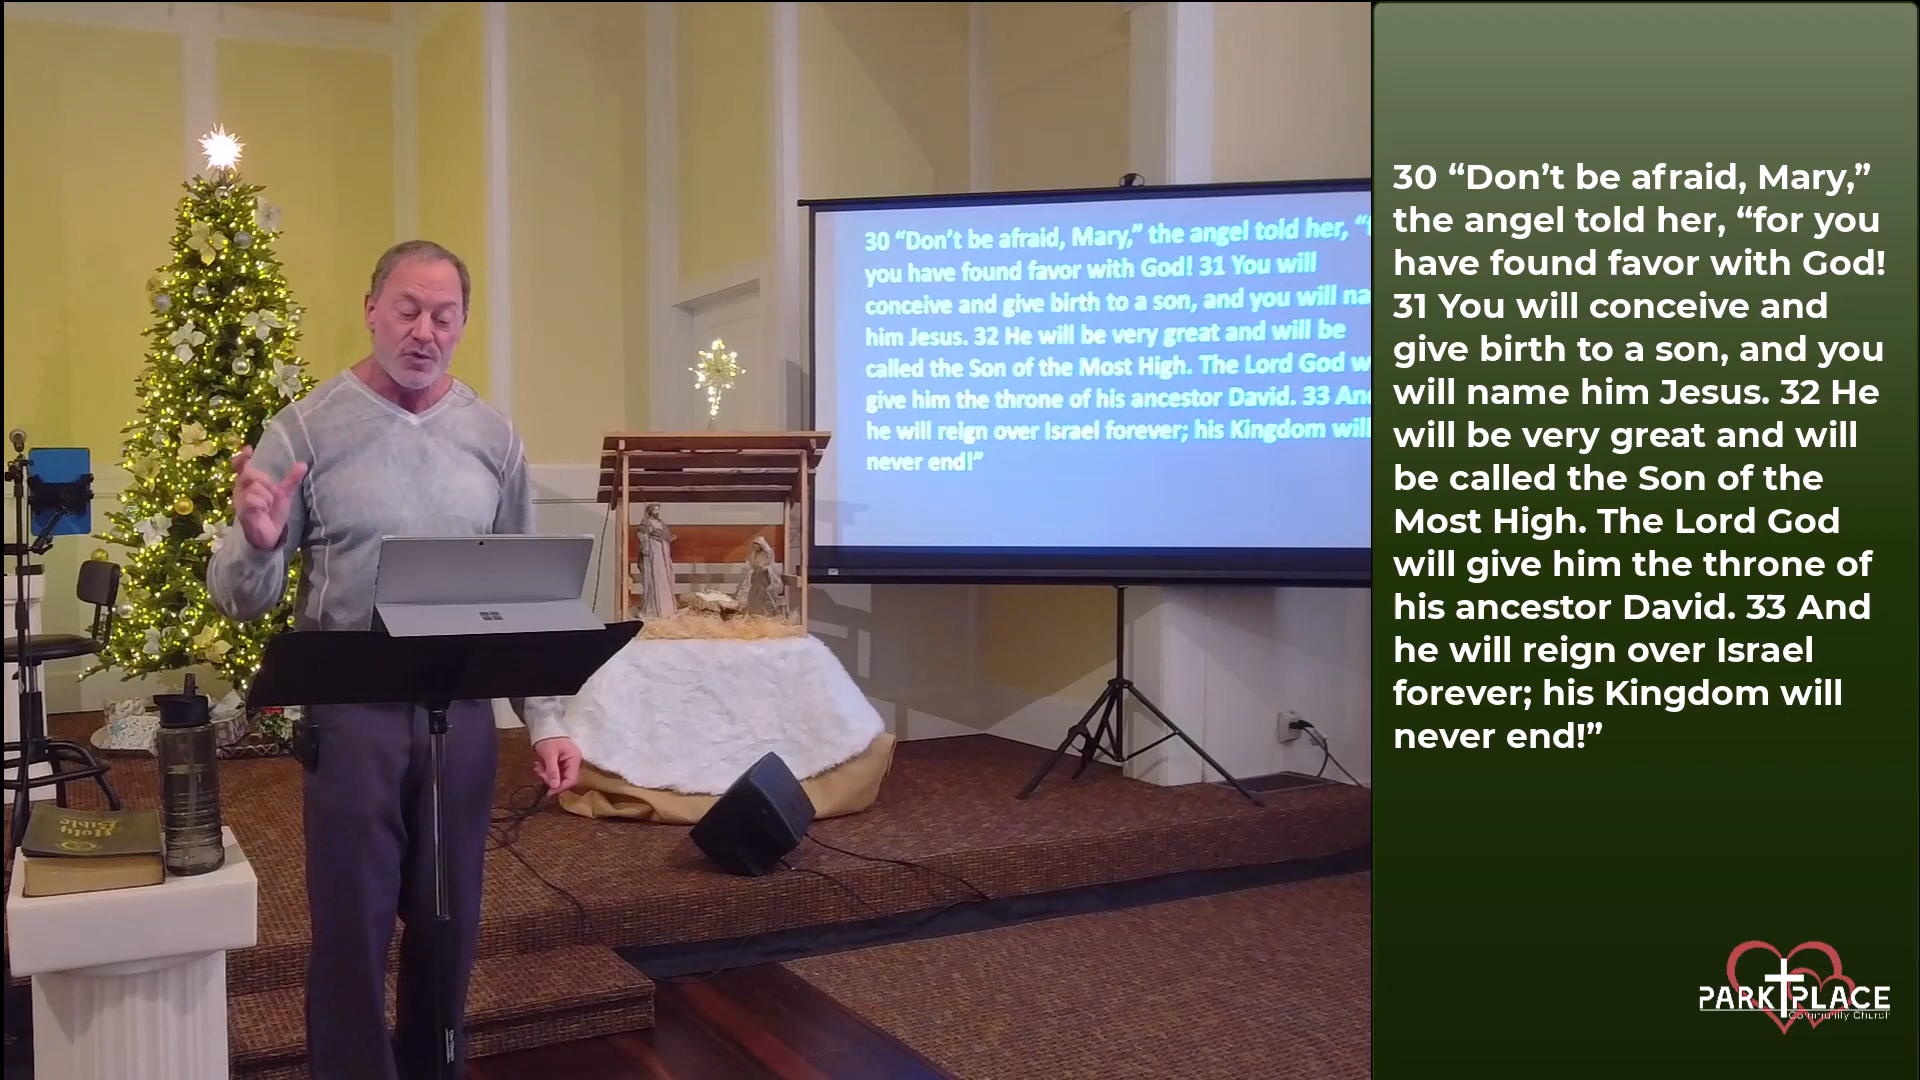 30 “Don’t be afraid, Mary,” the angel told her, “f
you have found favor with God! 31 You will
conceive and give birth to a son, and you will na
him Jesus. 32 He will be very great and will be
called the Son of the Most High. The Lord God w
give him the throne of his ancestor David. 33 An
he will reign over Israel forever; his Kingdom will
never end!”
30 “Don’t be afraid, Mary,”
the angel told her, “for you
have found favor with God!
31 You will conceive and
give birth to a son, and you
will name him Jesus. 32 He
will be very great and will
be called the Son of the
Most High. The Lord God
will give him the throne of
his ancestor David. 33 And
he will reign over Israel
forever; his Kingdom will
never end!”
Holy
Bible
PARK PLACE
Community Church